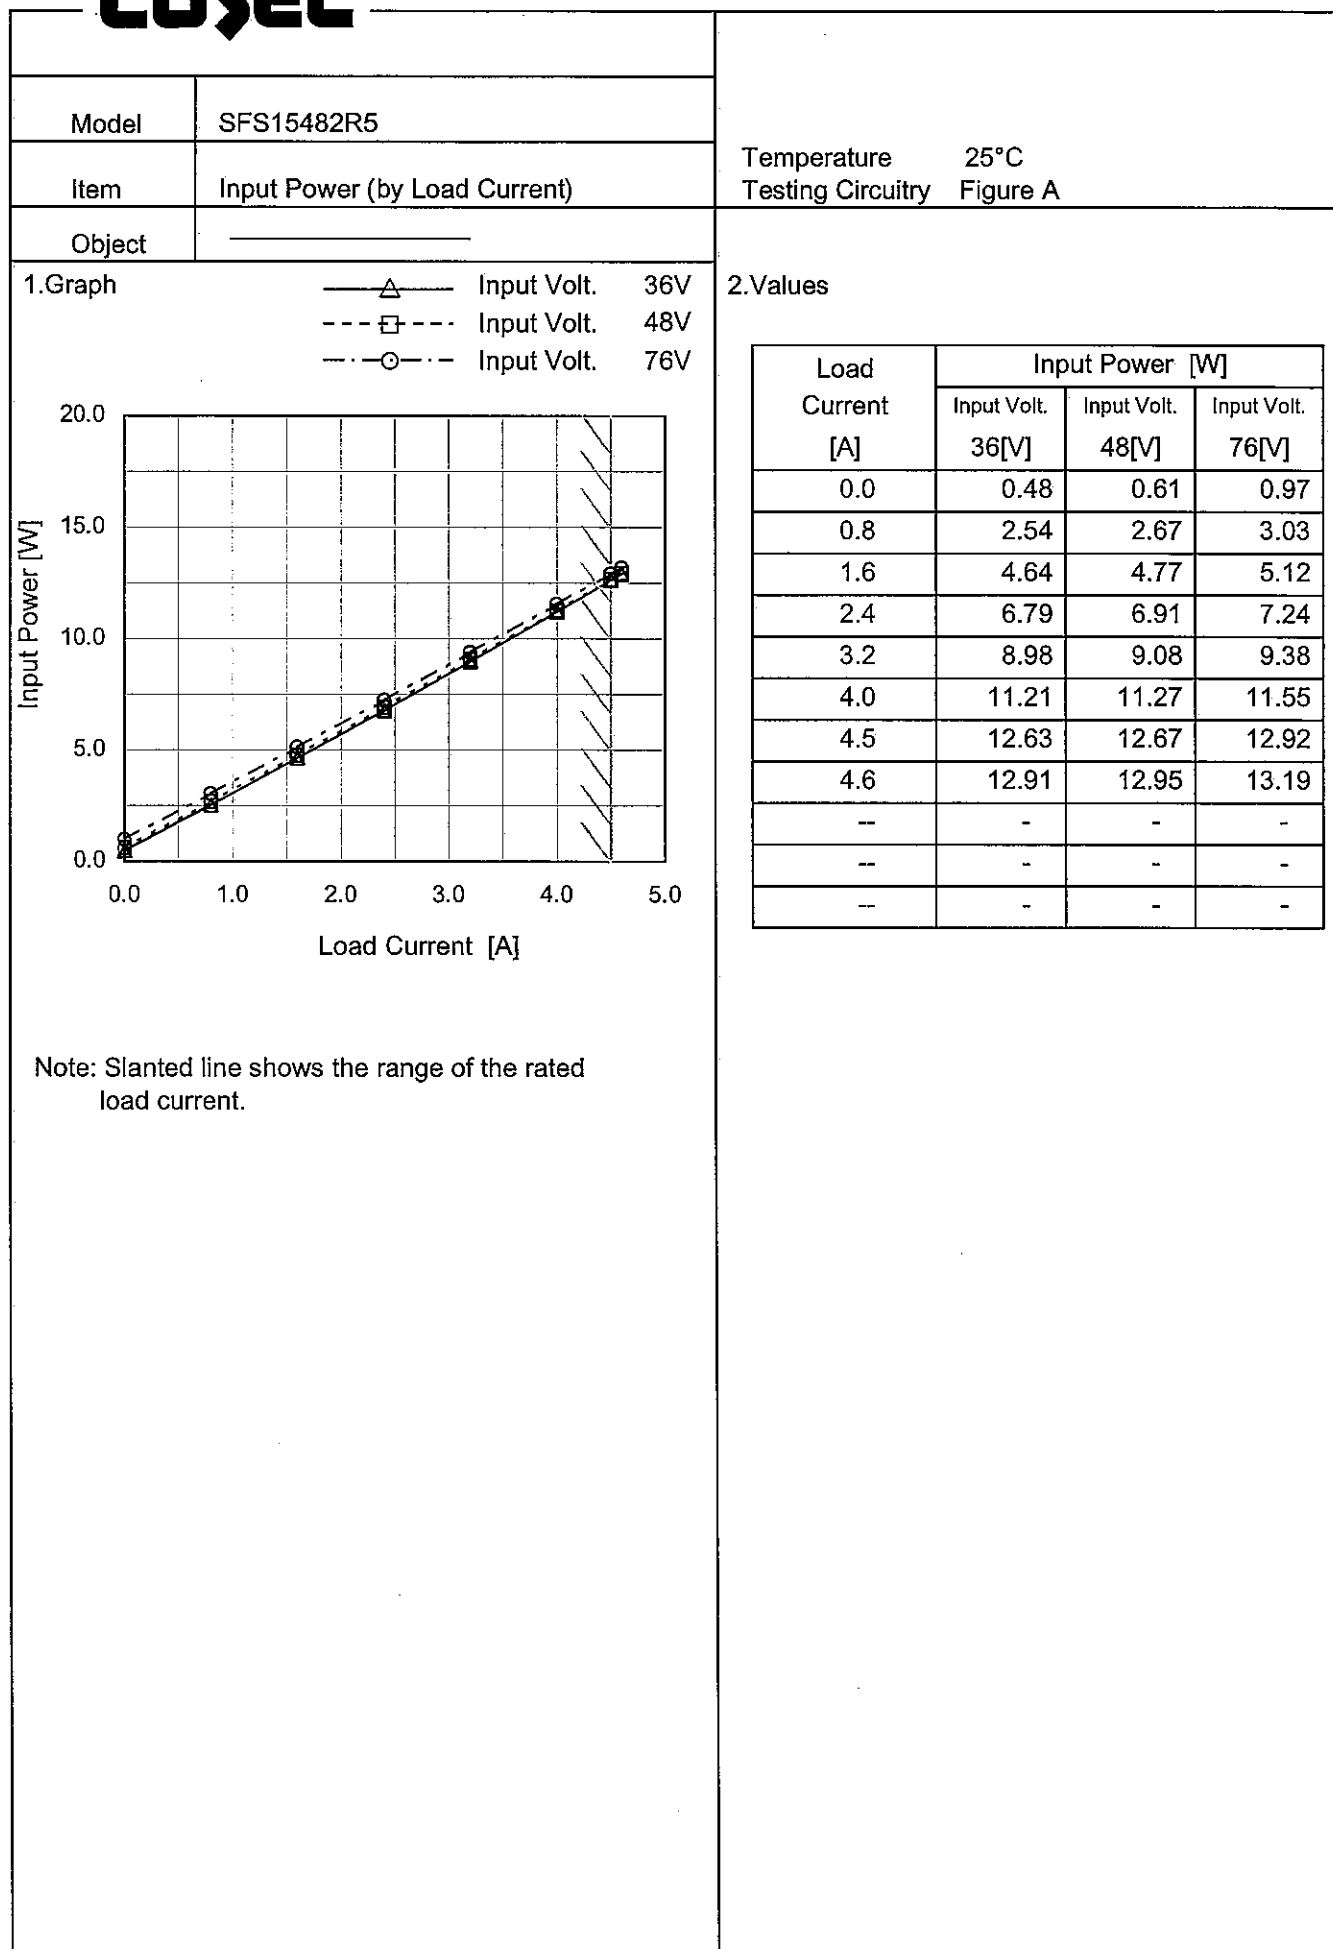 COSEL
Model SFS15482R5
Item Input Power (by Load Current)
Object
Temperature 25°C
Testing Circuitry Figure A
1.Graph
Input Volt. 36V
Input Volt. 48V
Input Volt. 76V
20.0
15.0
10.0
5.0
0.0
Input Power [W]
0.0 1.0 2.0 3.0 4.0 5.0
Load Current [A]
Note: Slanted line shows the range of the rated
load current.
2.Values
Load Input Power [W]
Current Input Volt. Input Volt. Input Volt.
[A] 36[V] 48[V] 76[V]
0.0 0.48 0.61 0.97
0.8 2.54 2.67 3.03
1.6 4.64 4.77 5.12
2.4 6.79 6.91 7.24
3.2 8.98 9.08 9.38
4.0 11.21 11.27 11.55
4.5 12.63 12.67 12.92
4.6 12.91 12.95 13.19
-- - - -
-- - - -
-- - - -